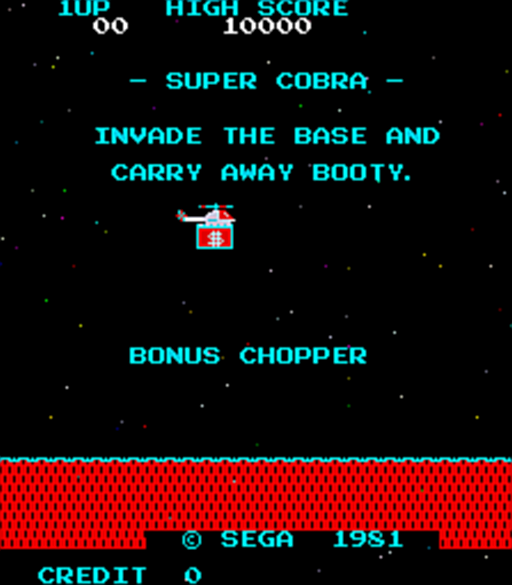 1UP HIGH SCORE
00 10000
- SUPER COBRA -
INVADE THE BASE AND
CARRY AWAY BOOTY.
$
BONUS CHOPPER
© SEGA 1981
CREDIT 0